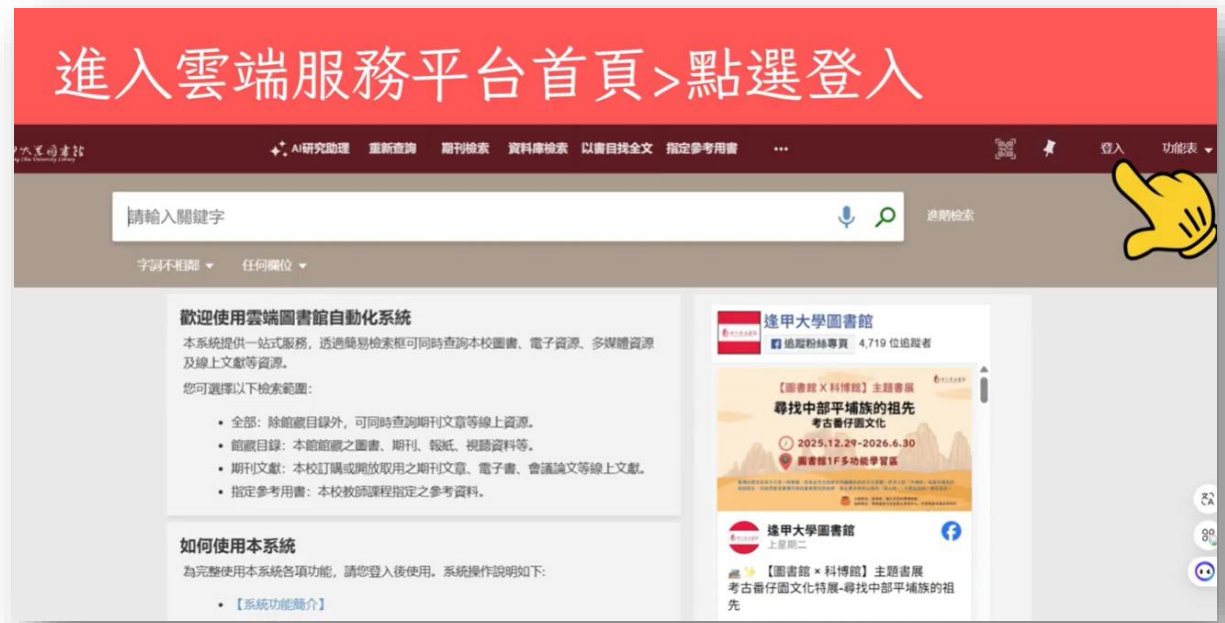 進入雲端服務平台首頁>點選登入
AI研究助理 重新查詢 期刊檢索 資料庫檢索 以書目找全文 指定參考用書 ...
登入 功能表
請輸入關鍵字
進階檢索
字詞不相鄰 任何欄位
歡迎使用雲端圖書館自動化系統
本系統提供一站式服務，透過簡易檢索框可同時查詢本校圖書、電子資源、多媒體資源
及線上文獻等資源。
您可選擇以下檢索範圍:
• 全部：除館藏目錄外，可同時查詢期刊文章等線上資源。
• 館藏目錄：本館館藏之圖書、期刊、報紙、視聽資料等。
• 期刊文獻：本校訂購或開放取用之期刊文章、電子書、會議論文等線上文獻。
• 指定參考用書：本校教師課程指定之參考資料。
如何使用本系統
為完整使用本系統各項功能，請您登入後使用。系統操作說明如下:
• 【系統功能簡介】
逢甲大學圖書館
追蹤粉絲專頁 4,719 位追蹤者
【圖書館 X 科博館】主題書展
尋找中部平埔族的祖先
考古番仔園文化
2025.12.29-2026.6.30
圖書館1F多功能學習區
逢甲大學圖書館
上星期二
【圖書館 × 科博館】主題書展
考古番仔園文化特展-尋找中部平埔族的祖
先